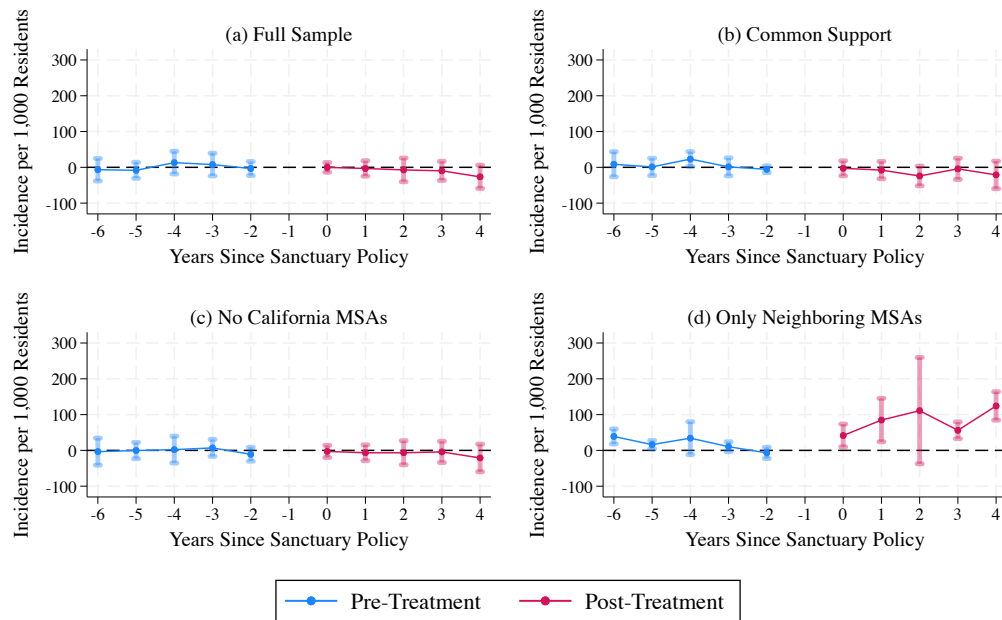 (a) Full Sample
Incidence per 1,000 Residents
300
200
100
0
-100
-6 -5 -4 -3 -2 -1 0 1 2 3 4
Years Since Sanctuary Policy
(b) Common Support
Incidence per 1,000 Residents
300
200
100
0
-100
-6 -5 -4 -3 -2 -1 0 1 2 3 4
Years Since Sanctuary Policy
(c) No California MSAs
Incidence per 1,000 Residents
300
200
100
0
-100
-6 -5 -4 -3 -2 -1 0 1 2 3 4
Years Since Sanctuary Policy
(d) Only Neighboring MSAs
Incidence per 1,000 Residents
300
200
100
0
-100
-6 -5 -4 -3 -2 -1 0 1 2 3 4
Years Since Sanctuary Policy
Pre-Treatment Post-Treatment